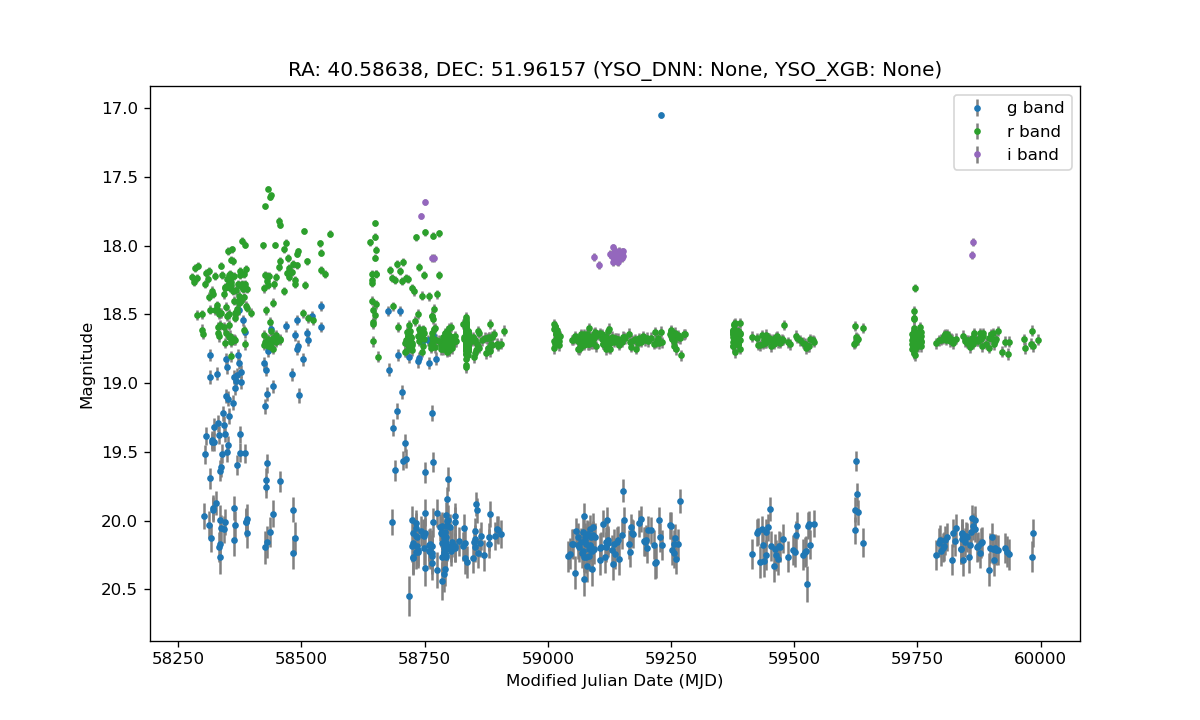 RA: 40.58638, DEC: 51.96157 (YSO_DNN: None, YSO_XGB: None)
g band
r band
i band
17.0
17.5
18.0
18.5
19.0
19.5
20.0
20.5
Magnitude
58250 58500 58750 59000 59250 59500 59750 60000
Modified Julian Date (MJD)